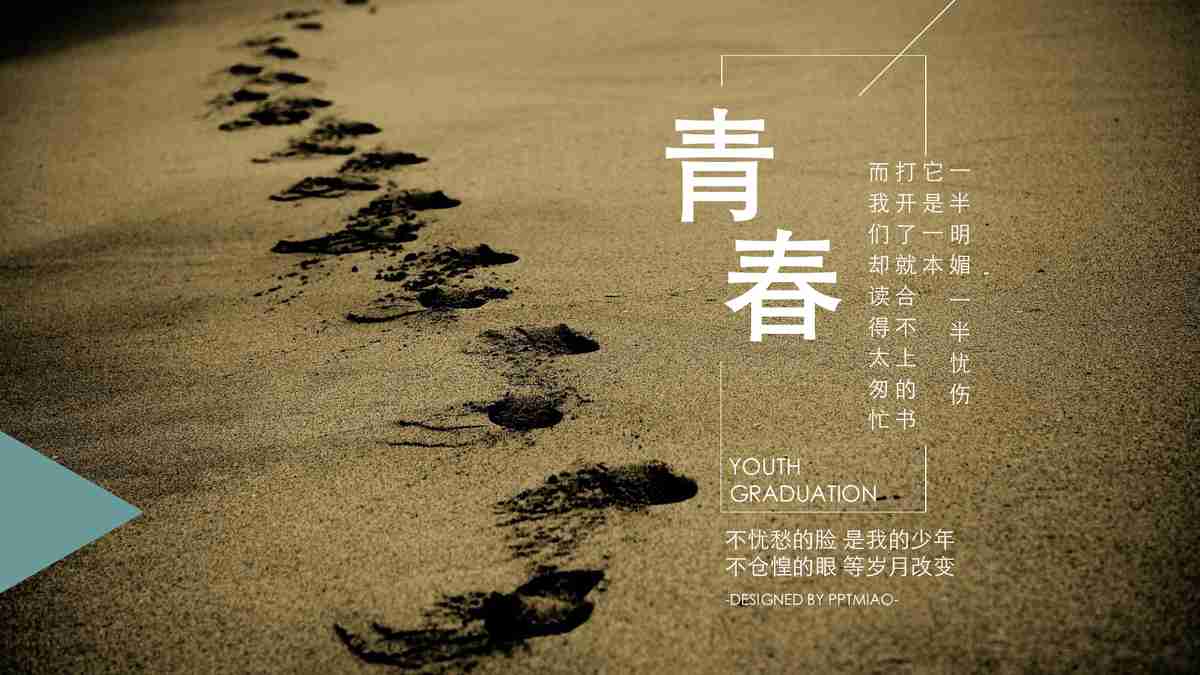 青春
一半明媚，一半忧伤
它是一本
打开了就合不上的书
而我们却读得太匆忙
YOUTH
GRADUATION
不忧愁的脸 是我的少年
不仓惶的眼 等岁月改变
-DESIGNED BY PPTMIAO-